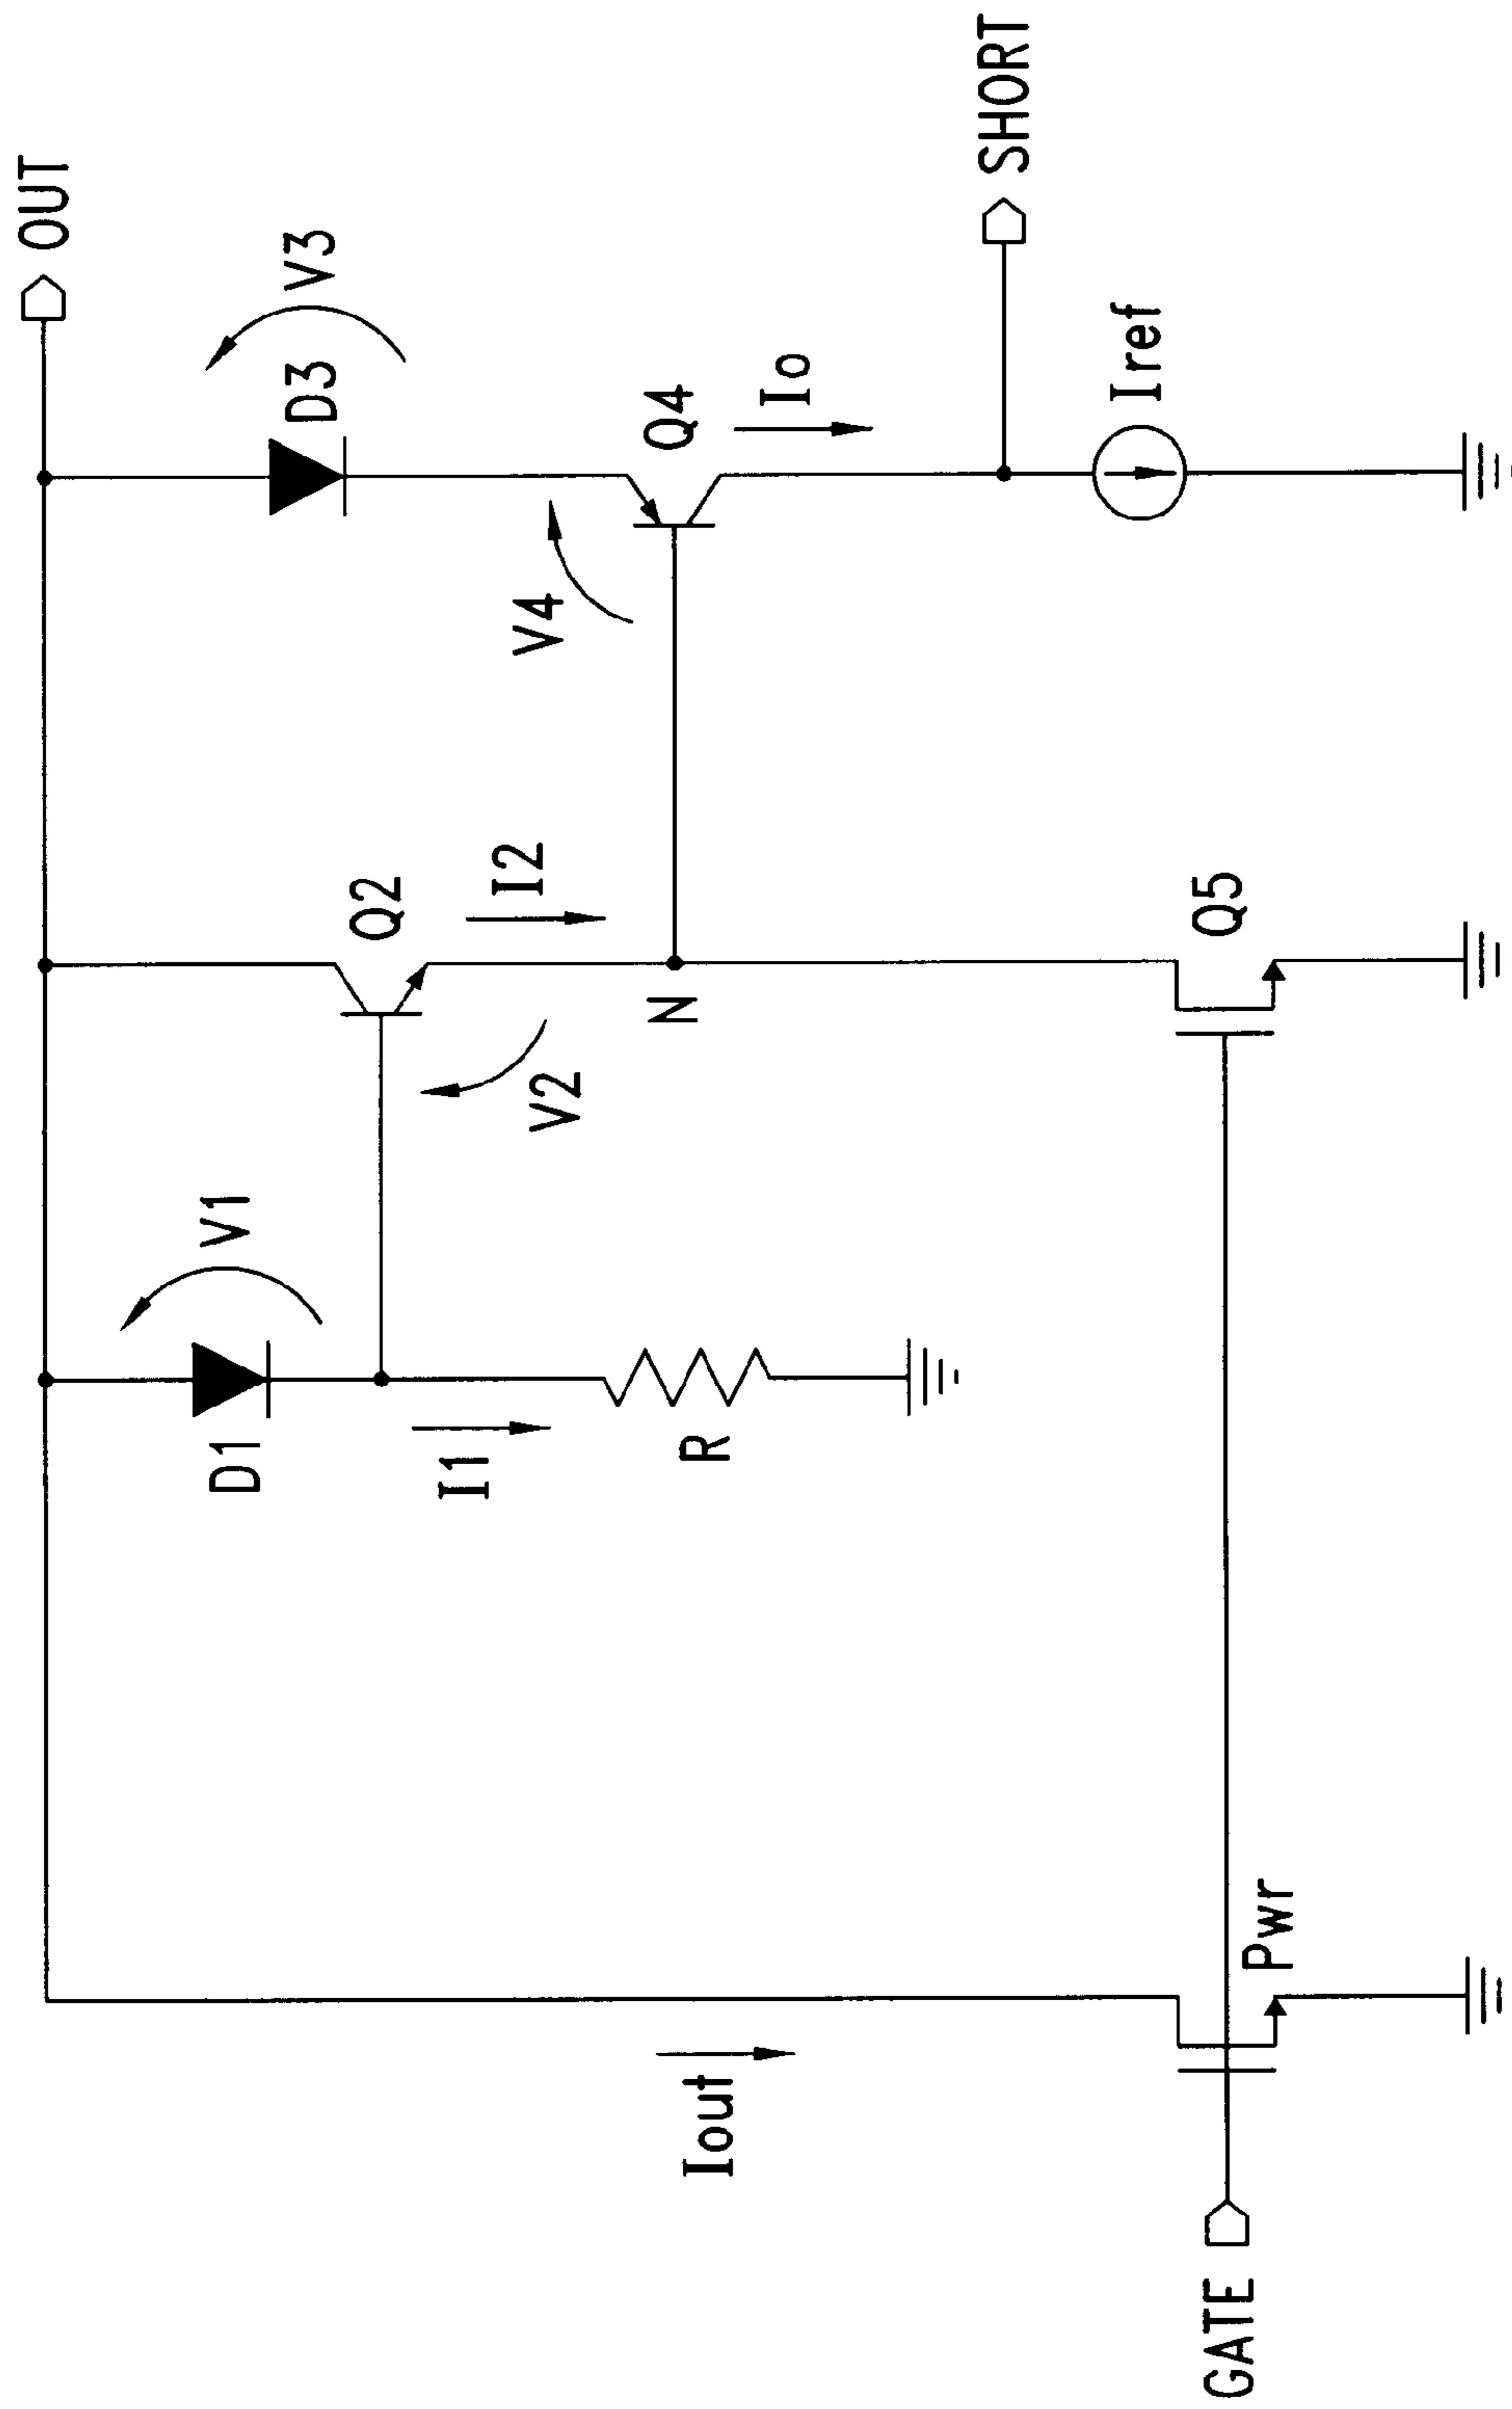 OUT
V3
D3
V1
D1
Q2
I2
V2
N
I1
R
V4
Q4
Io
SHORT
Iref
Q5
Iout
Pwr
GATE